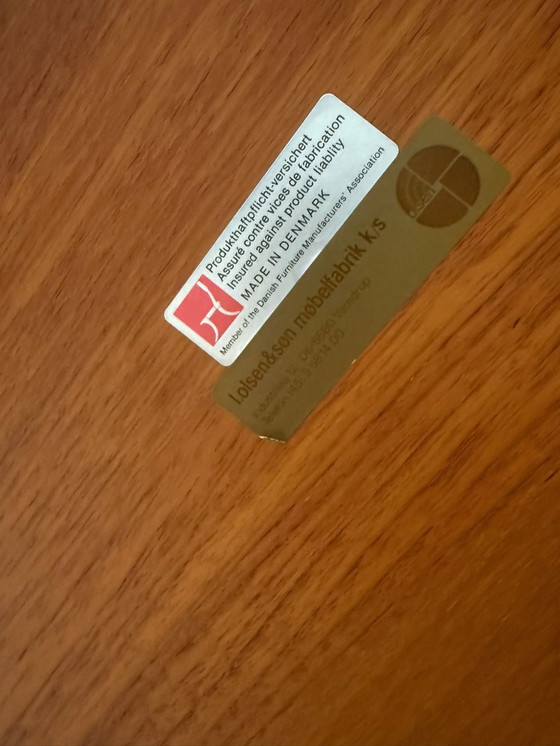 Produkthaftpflicht-versichert
Assuré contre vices de fabrication
Insured against product liablity
MADE IN DENMARK
Member of the Danish Furniture Manufacturers' Association
l.olsen&søn møbelfabrik k/s